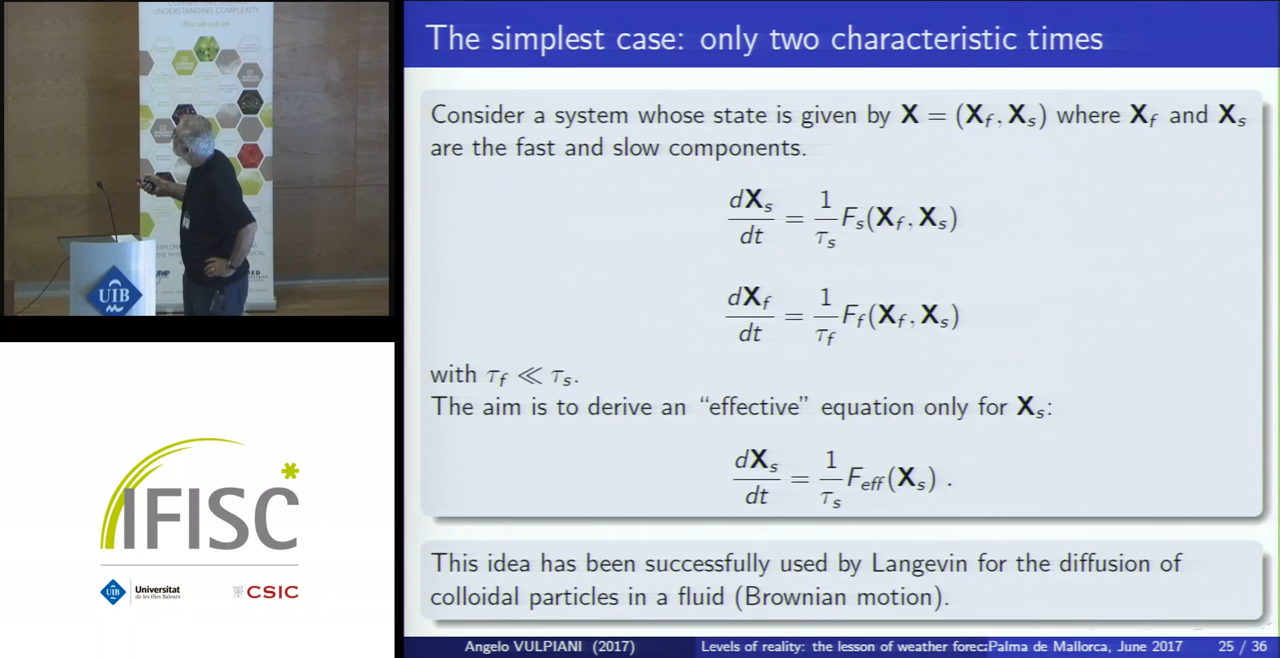 UNDERSTANDING COMPLEXITY
ifisc.uib-csic.es
UIB
IFISC
Universitat
de les Illes Balears
CSIC
The simplest case: only two characteristic times
Consider a system whose state is given by X = (X_f, X_s) where X_f and X_s
are the fast and slow components.
dX_s/dt = 1/τ_s F_s(X_f, X_s)
dX_f/dt = 1/τ_f F_f(X_f, X_s)
with τ_f ≪ τ_s.
The aim is to derive an “effective” equation only for X_s:
dX_s/dt = 1/τ_s F_eff(X_s) .
This idea has been successfully used by Langevin for the diffusion of
colloidal particles in a fluid (Brownian motion).
Angelo VULPIANI (2017) Levels of reality: the lesson of weather forec Palma de Mallorca, June 2017 25 / 36